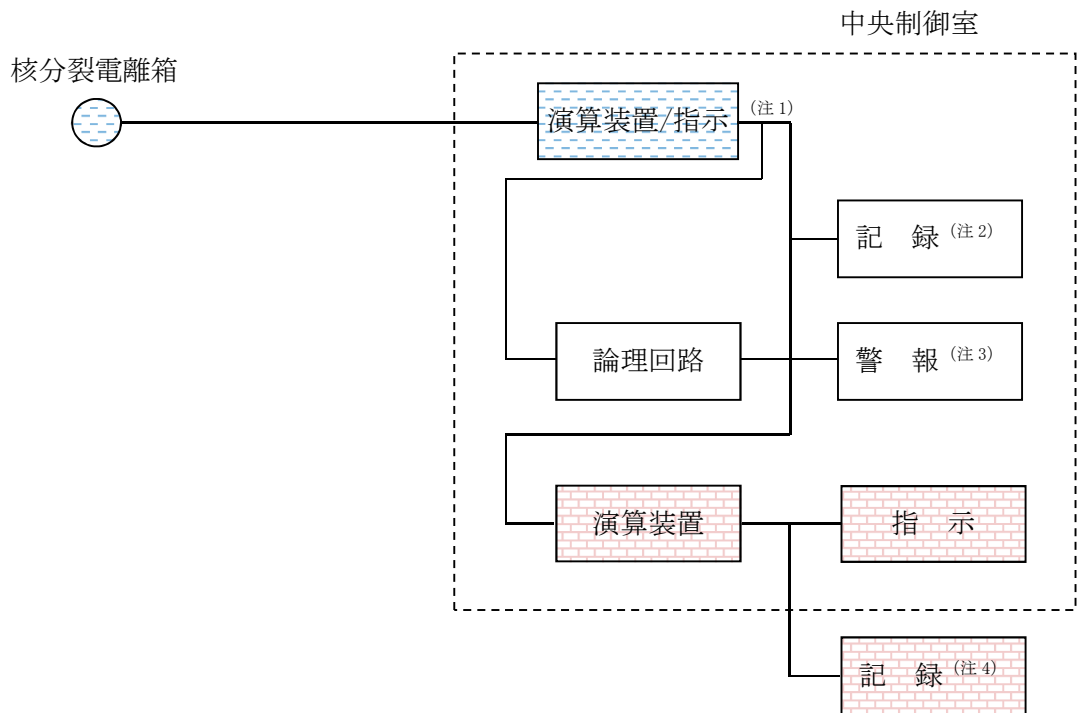 中央制御室
核分裂電離箱
演算装置/指示 (注1)
記 録 (注2)
論理回路
警 報 (注3)
演算装置
指 示
記 録 (注4)